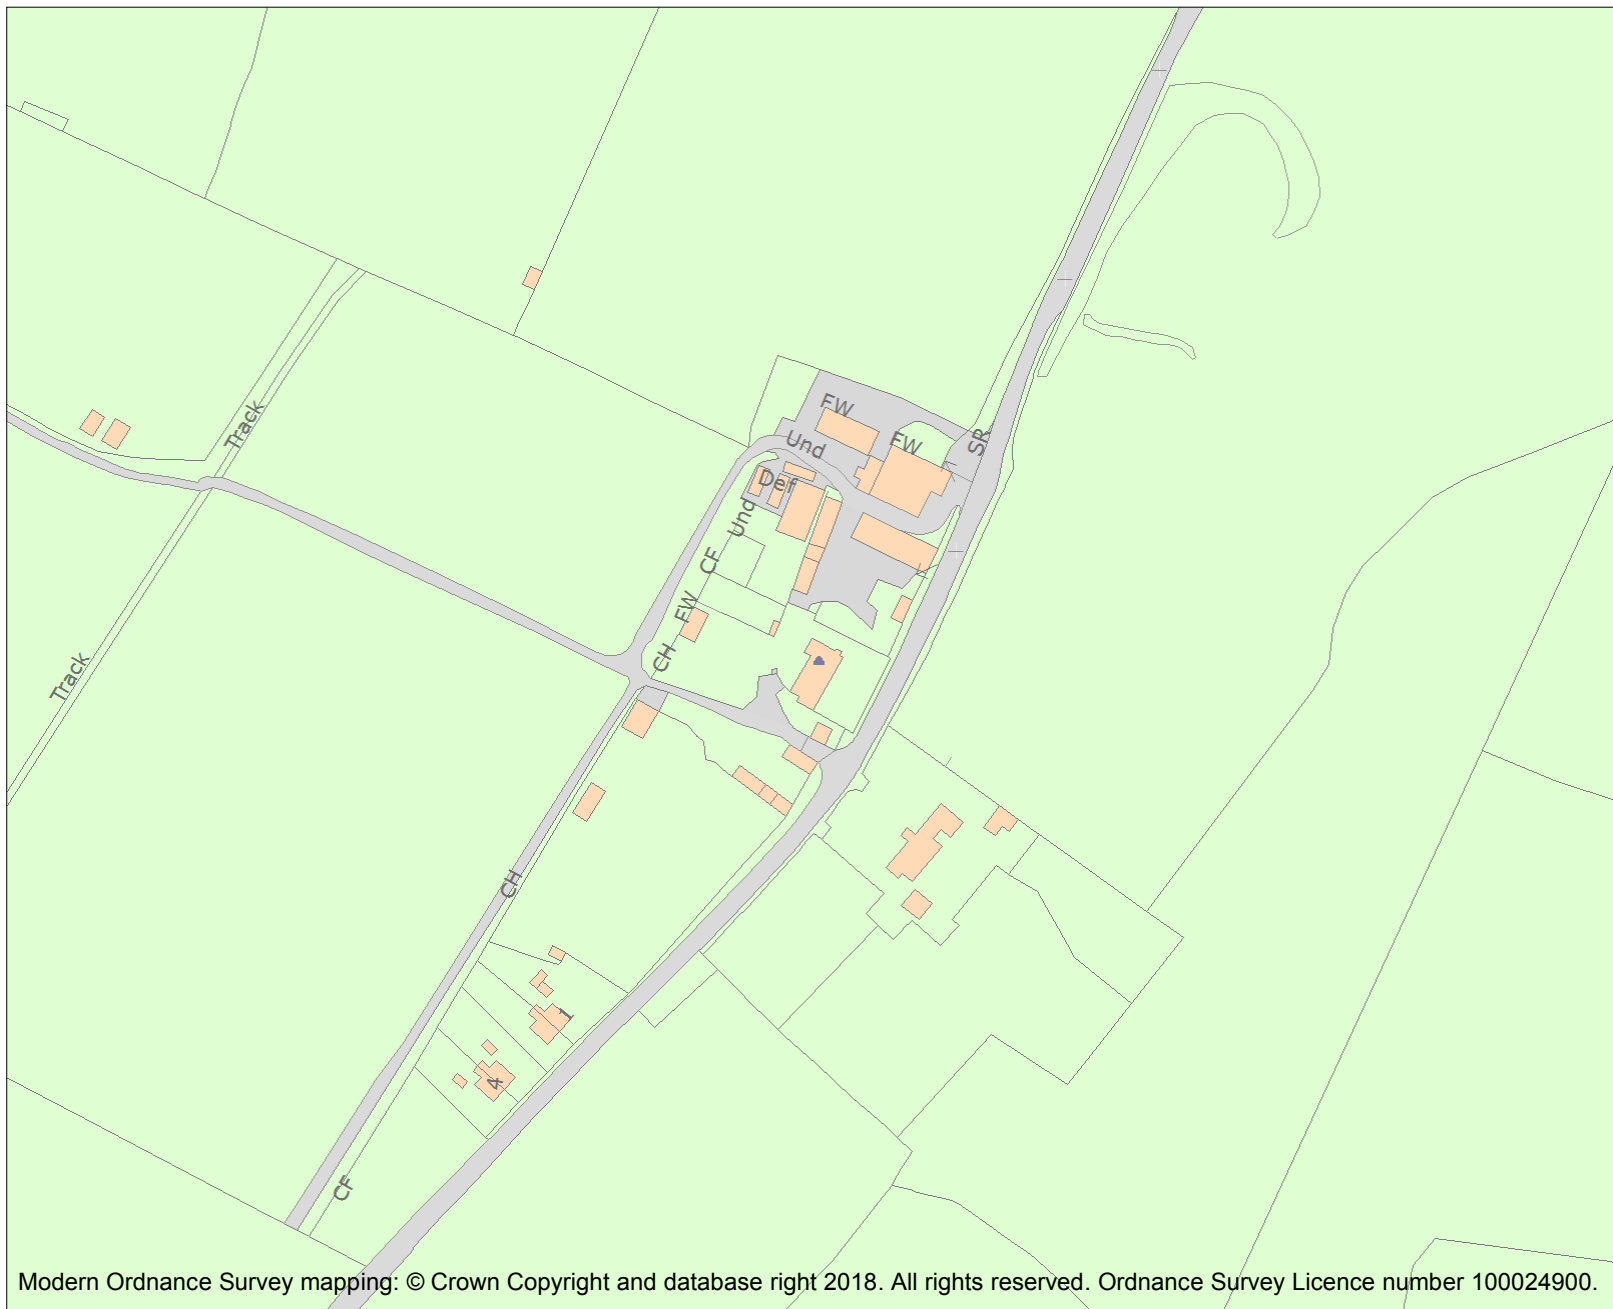 FW
Track
SR
FW
Und
Def
Und
CF
FW
CH
Track
CH
1
4
CF
Modern Ordnance Survey mapping: © Crown Copyright and database right 2018. All rights reserved. Ordnance Survey Licence number 100024900.